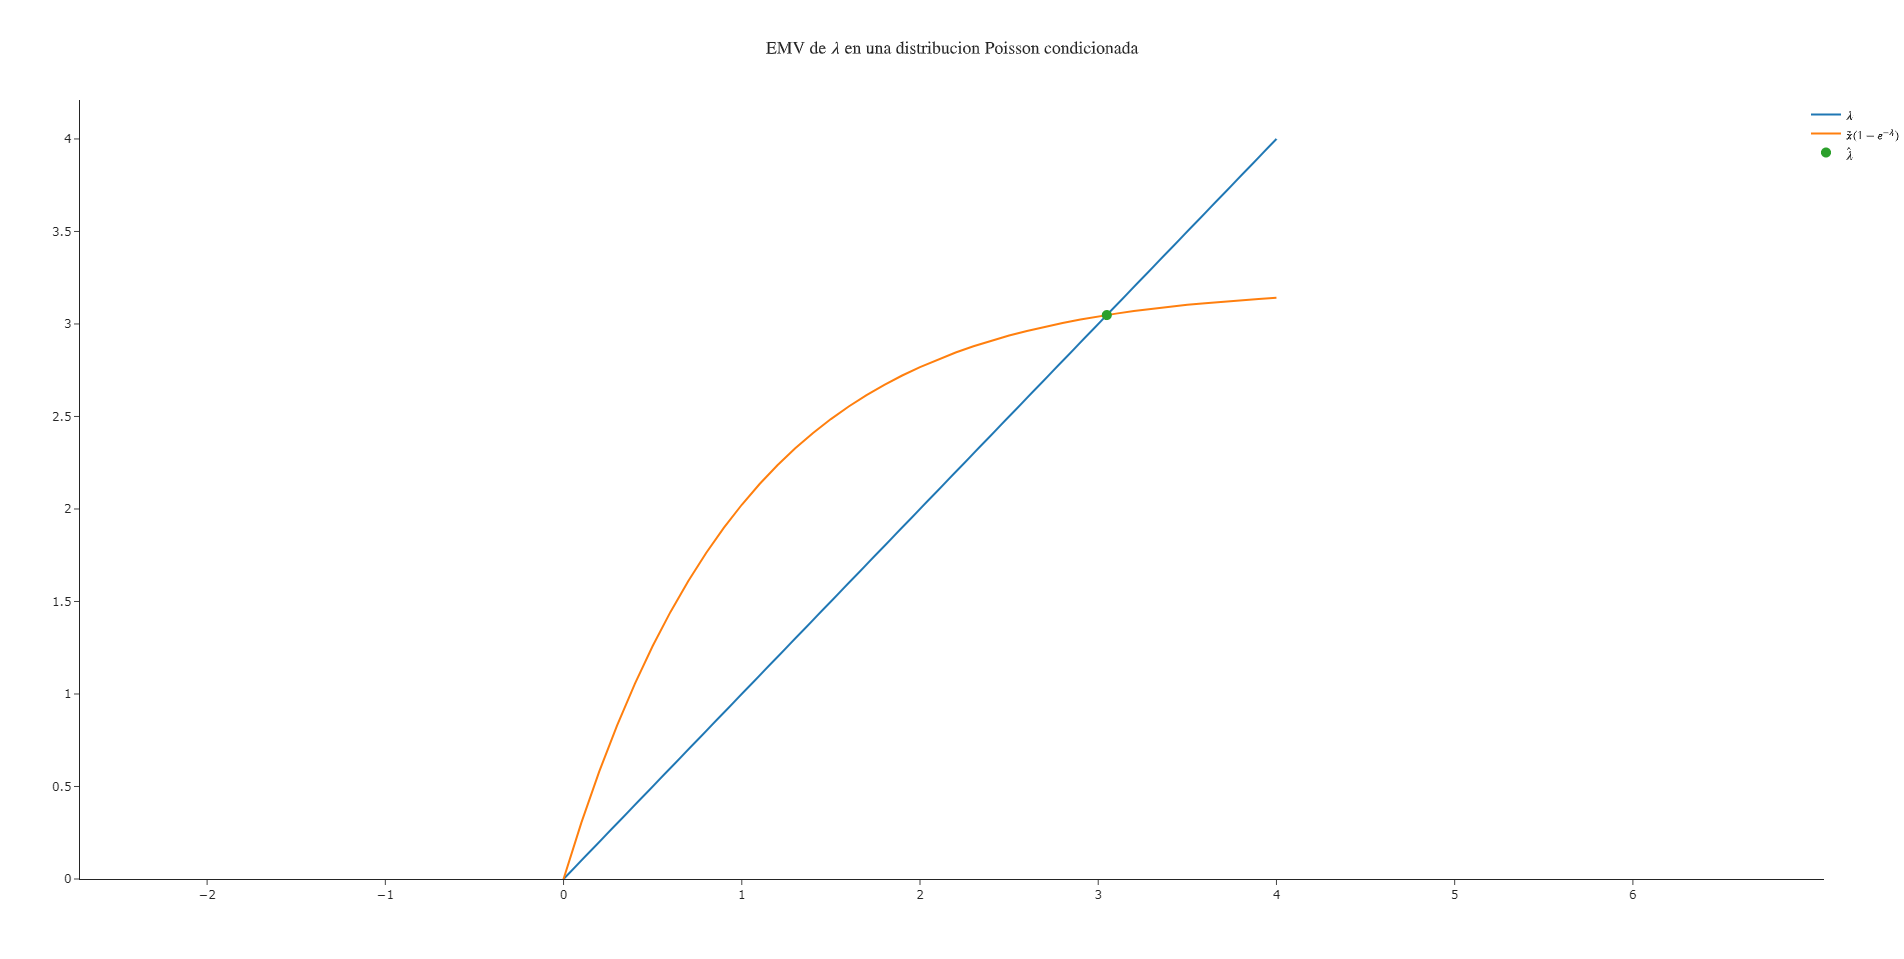 EMV de λ en una distribucion Poisson condicionada
λ
x̄(1 − e^{−λ})
λ̂
4
3.5
3
2.5
2
1.5
1
0.5
0
−2 −1 0 1 2 3 4 5 6